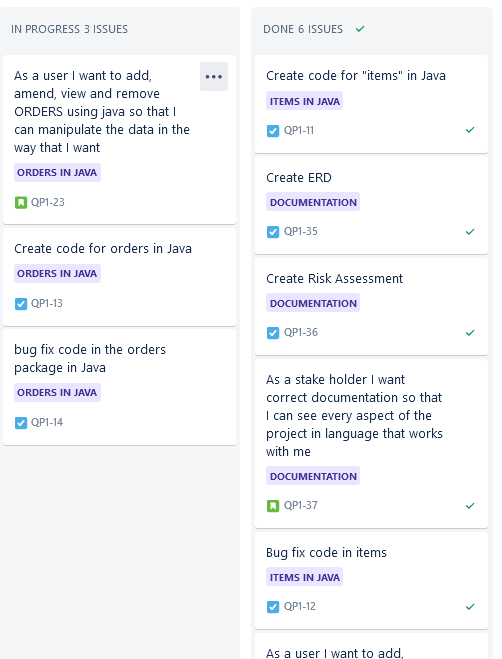 IN PROGRESS 3 ISSUES
As a user I want to add,
amend, view and remove
ORDERS using java so that I
can manipulate the data in the
way that I want
ORDERS IN JAVA
QP1-23
Create code for orders in Java
ORDERS IN JAVA
QP1-13
bug fix code in the orders
package in Java
ORDERS IN JAVA
QP1-14
DONE 6 ISSUES
Create code for "items" in Java
ITEMS IN JAVA
QP1-11
Create ERD
DOCUMENTATION
QP1-35
Create Risk Assessment
DOCUMENTATION
QP1-36
As a stake holder I want
correct documentation so that
I can see every aspect of the
project in language that works
with me
DOCUMENTATION
QP1-37
Bug fix code in items
ITEMS IN JAVA
QP1-12
As a user I want to add,